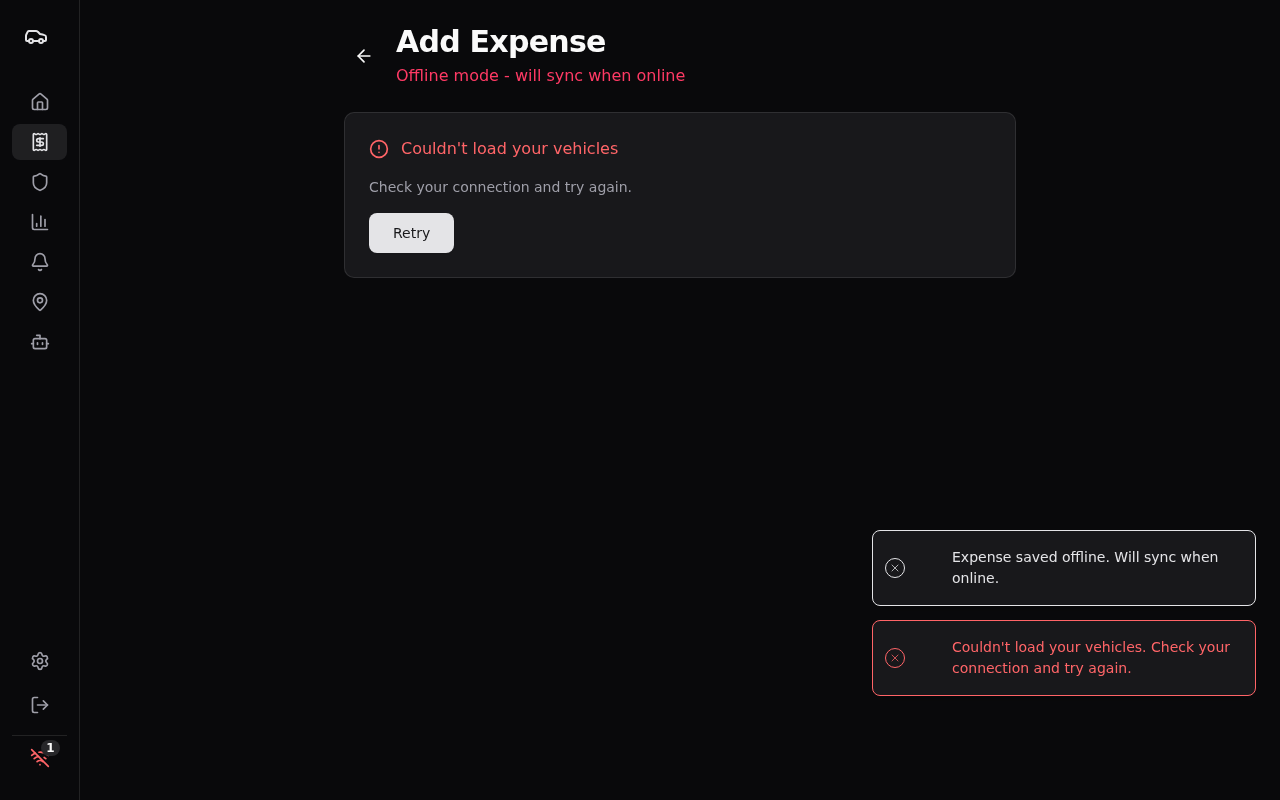 Add Expense
Offline mode - will sync when online
Couldn't load your vehicles
Check your connection and try again.
Retry
Expense saved offline. Will sync when
online.
Couldn't load your vehicles. Check your
connection and try again.
1